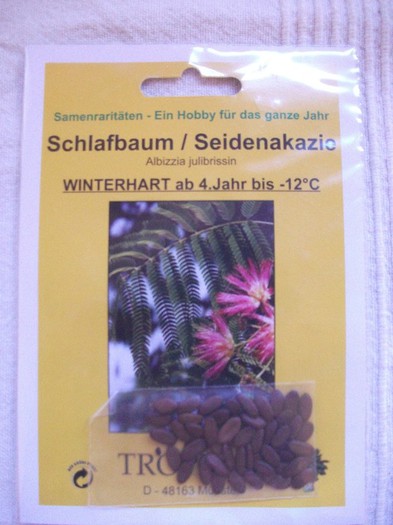 Samenraritäten - Ein Hobby für das ganze Jahr
Schlafbaum / Seidenakazie
Albizzia julibrissin
WINTERHART ab 4.Jahr bis -12°C
D - 48163